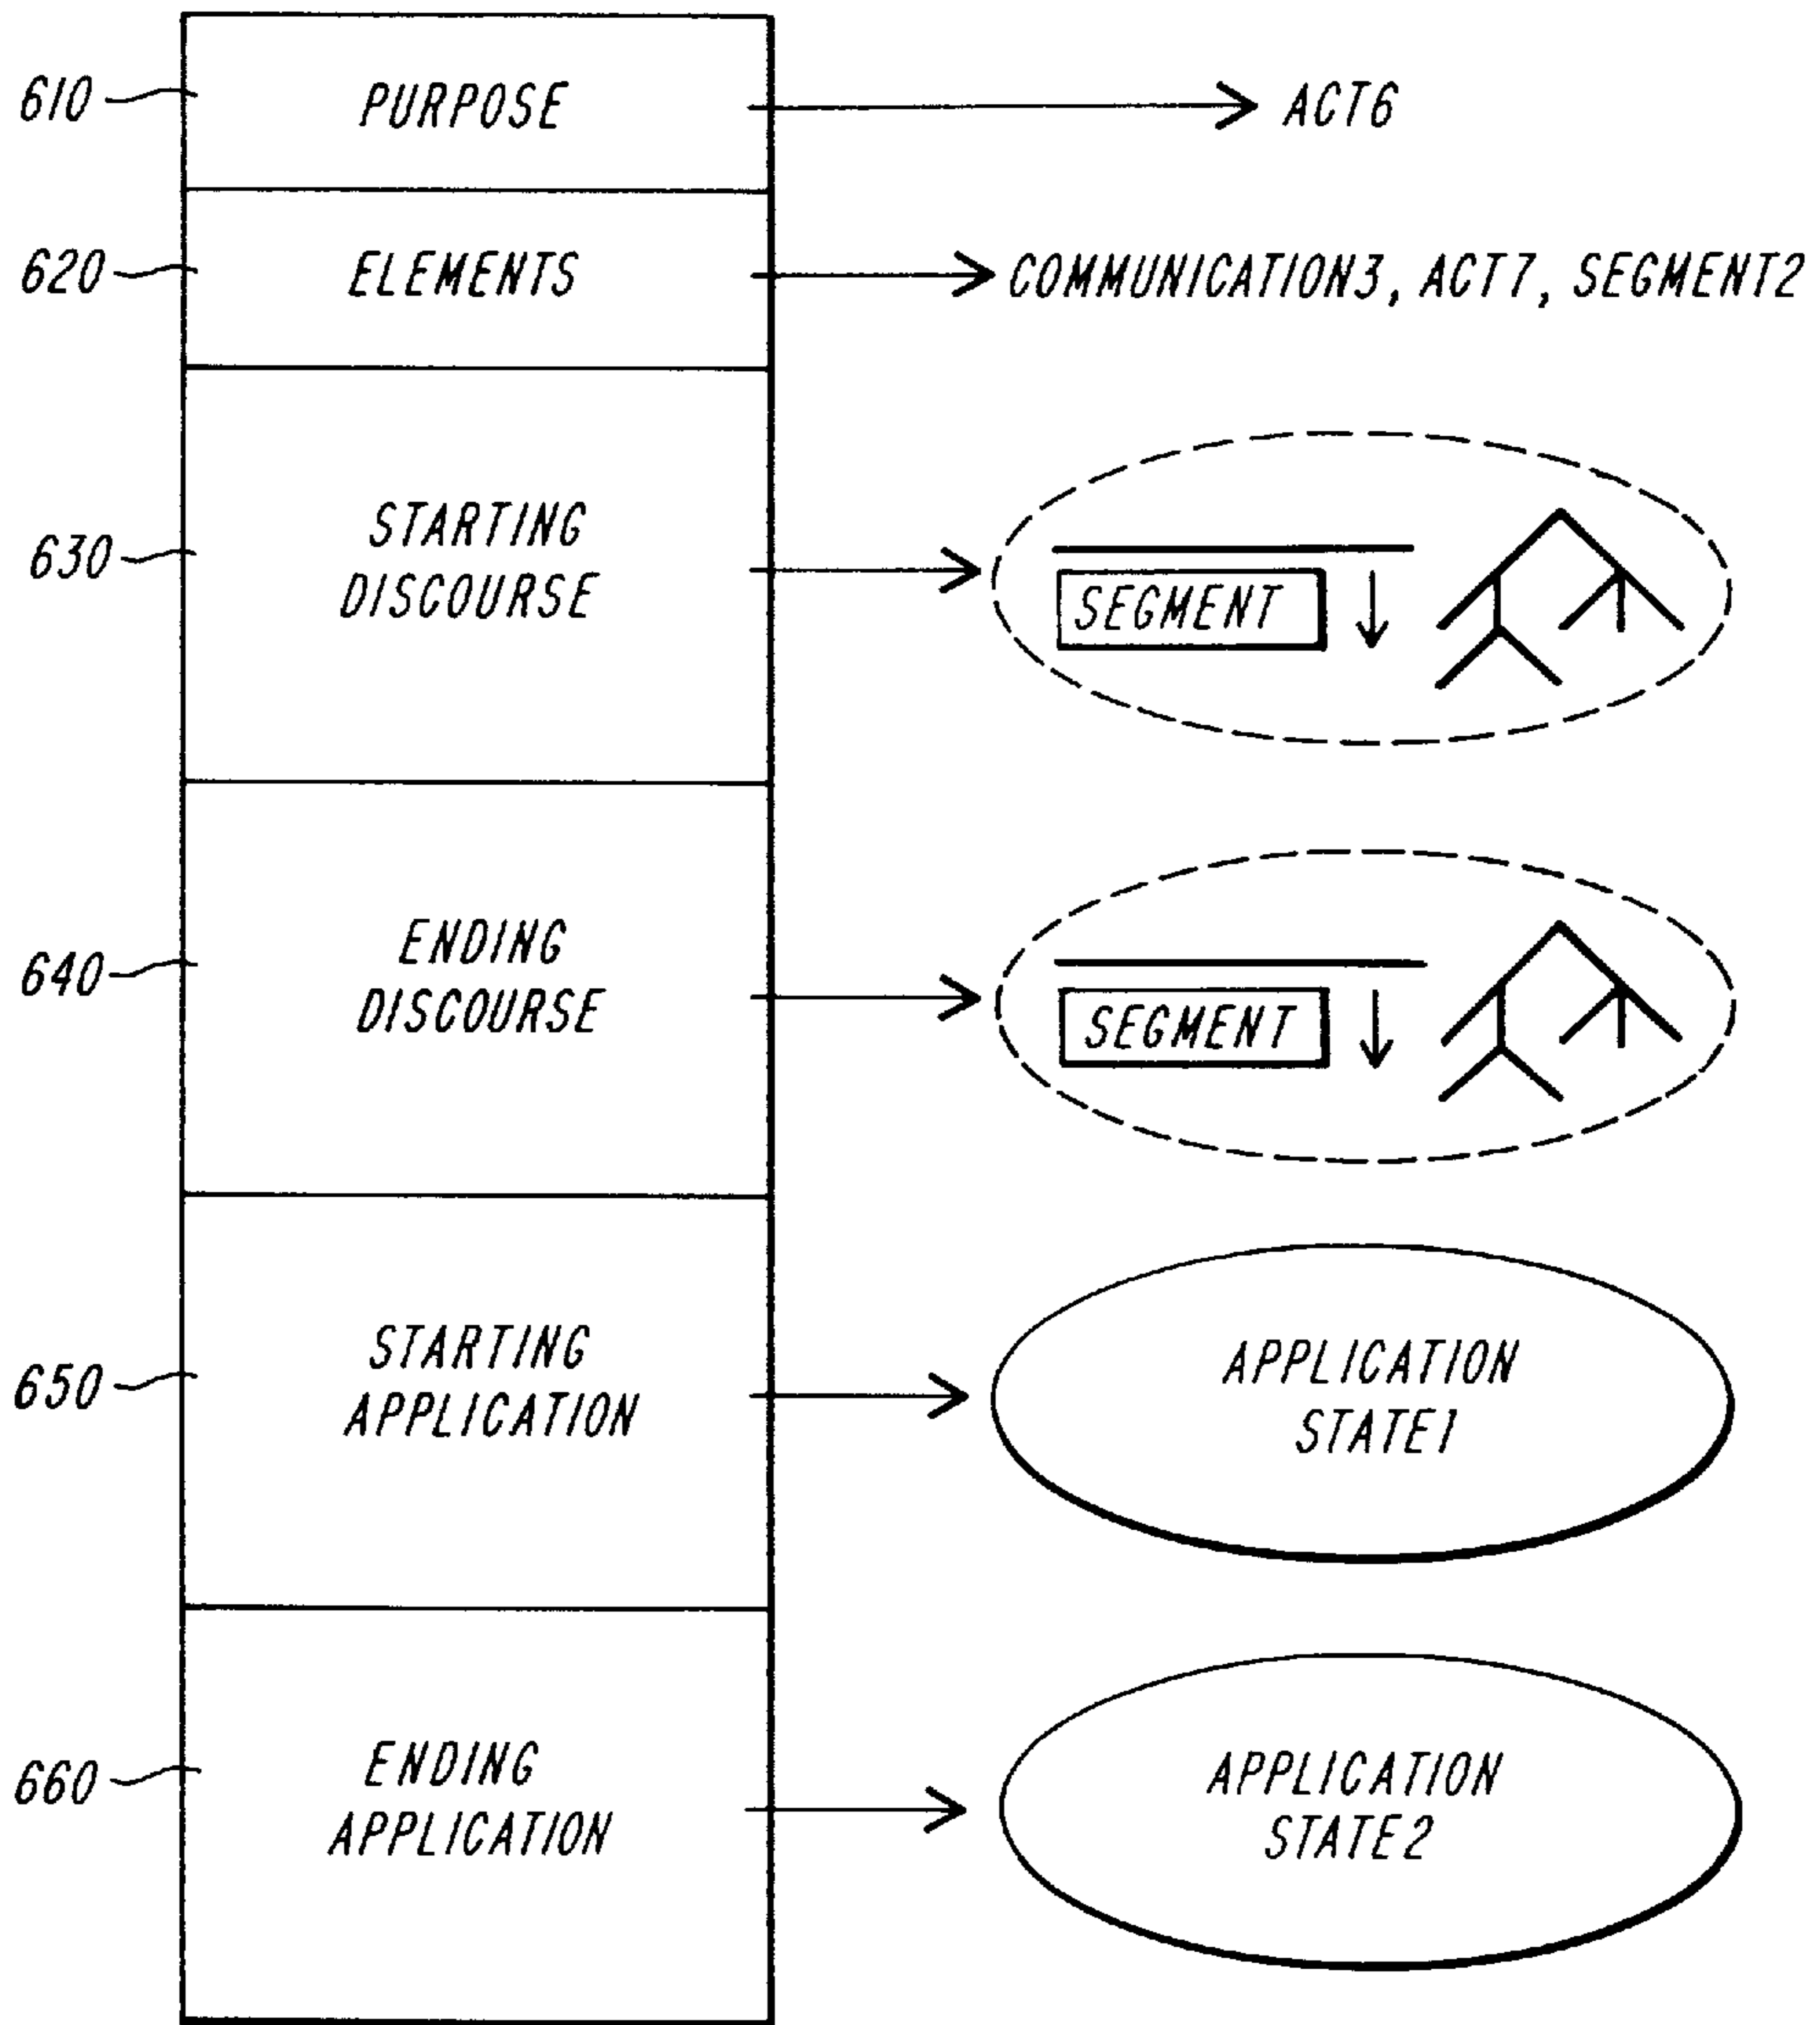 610
PURPOSE
ACT6
620
ELEMENTS
COMMUNICATION3, ACT7, SEGMENT2
630
STARTING
DISCOURSE
SEGMENT
640
ENDING
DISCOURSE
SEGMENT
650
STARTING
APPLICATION
APPLICATION
STATE1
660
ENDING
APPLICATION
APPLICATION
STATE2